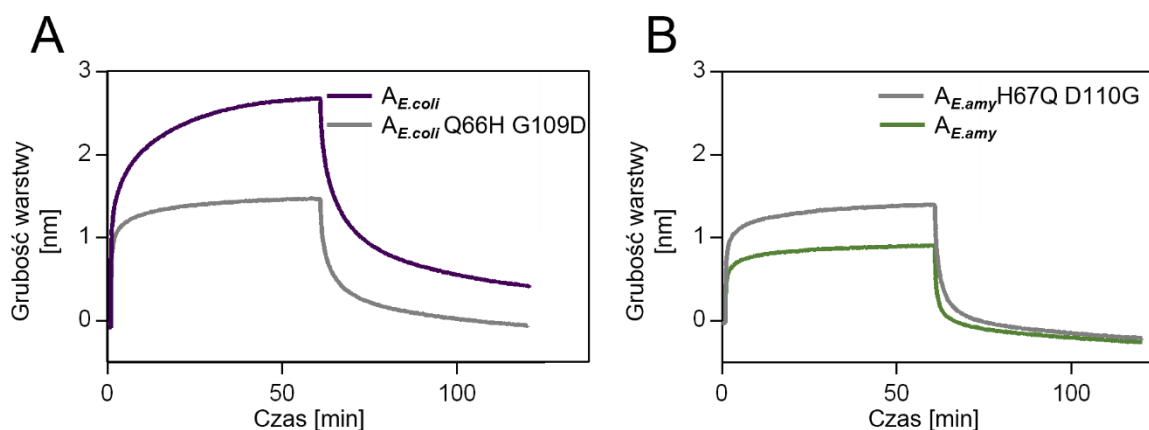 A
Grubość warstwy
[nm]
3
2
1
0
A E.coli
A E.coli Q66H G109D
0
50
100
Czas [min]
B
Grubość warstwy
[nm]
3
2
1
0
A E.amy H67Q D110G
A E.amy
0
50
100
Czas [min]